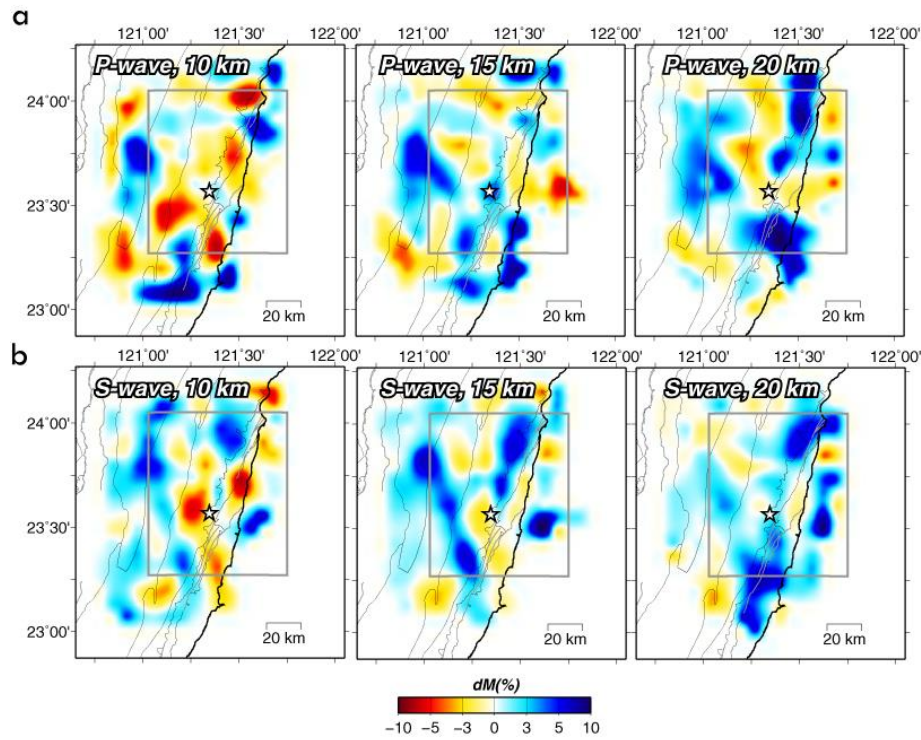 a
121°00' 121°30' 122°00' 121°00' 121°30' 122°00' 121°00' 121°30' 122°00'
P-wave, 10 km P-wave, 15 km P-wave, 20 km
24°00'
23°30'
23°00'
20 km 20 km 20 km
b
121°00' 121°30' 122°00' 121°00' 121°30' 122°00' 121°00' 121°30' 122°00'
S-wave, 10 km S-wave, 15 km S-wave, 20 km
24°00'
23°30'
23°00'
20 km 20 km 20 km
dM(%)
−10 −5 −3 0 3 5 10